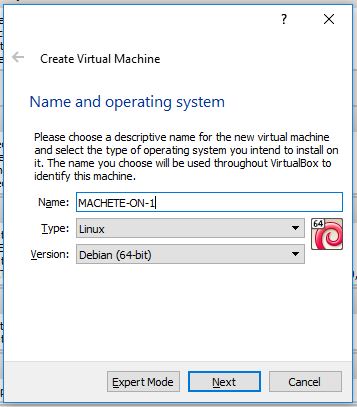 Create Virtual Machine
Name and operating system
Please choose a descriptive name for the new virtual machine
and select the type of operating system you intend to install on
it. The name you choose will be used throughout VirtualBox to
identify this machine.
Name: MACHETE-ON-1
Type: Linux
64
Version: Debian (64-bit)
Expert Mode Next Cancel